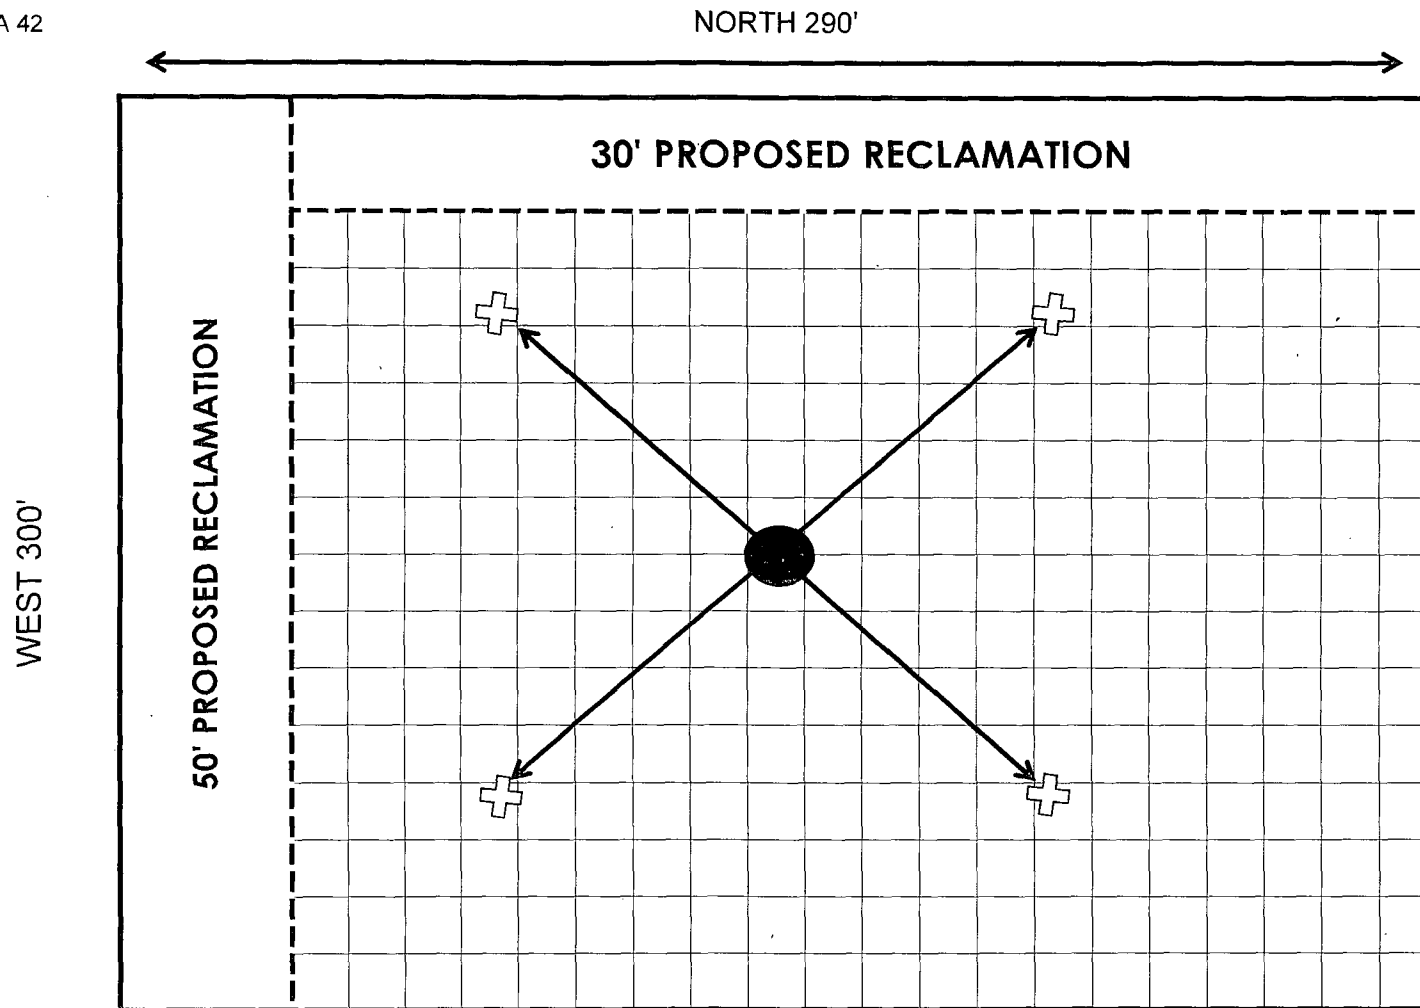 A 42
NORTH 290'
30' PROPOSED RECLAMATION
50' PROPOSED RECLAMATION
WEST 300'